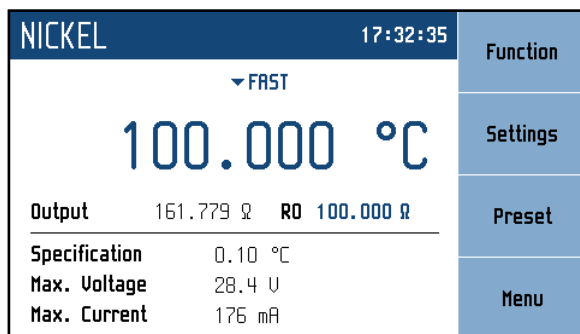 NICKEL 17:32:35
FAST
100.000 °C
Output 161.779 Ω R0 100.000 Ω
Specification 0.10 °C
Max. Voltage 28.4 V
Max. Current 176 mA
Function
Settings
Preset
Menu